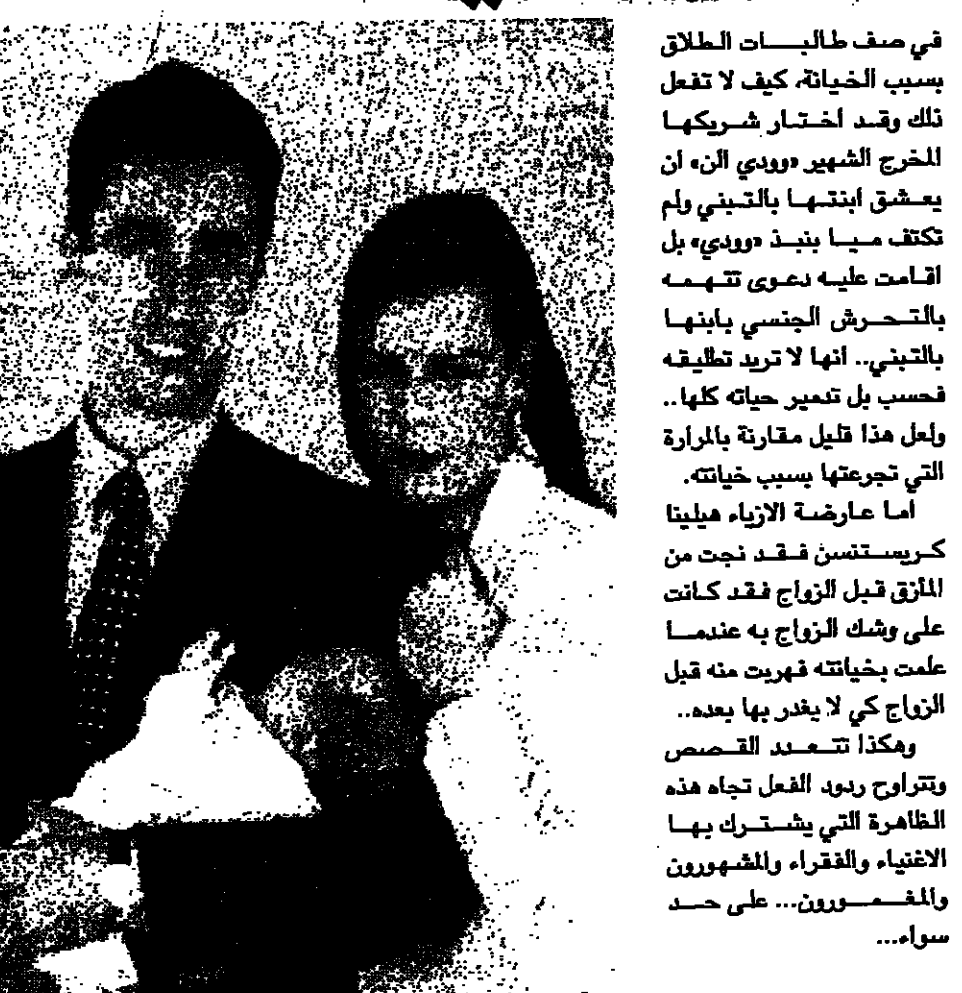 في صف طالبات الطلاق
بسبب الخيانة، كيف لا تفعل
ذلك وقد أختار شريكها
المخرج الشهير «وودي الن» ان
يعشق ابنتها بالتبني ولم
تكتف ميا بنبذ «وودي» بل
اقامت عليه دعوى تتهمه
بالتحرش الجنسي بابنها
بالتبني.. انها لا تريد تطليقه
فحسب بل تدمير حياته كلها..
ولعل هذا قليل مقارنة بالمرارة
التي تجرعتها بسبب خيانته.
أما عارضة الازياء هيلينا
كريستنسن فقد نجت من
المأزق قبل الزواج فقد كانت
على وشك الزواج به عندما
علمت بخيانته فهربت منه قبل
الزواج كي لا يغدر بها بعده..
وهكذا تتعدد القصص
وتتراوح ردود الفعل تجاه هذه
الظاهرة التي يشترك بها
الاغنياء والفقراء والمشهورون
والمغمورون... على حد
سواء...